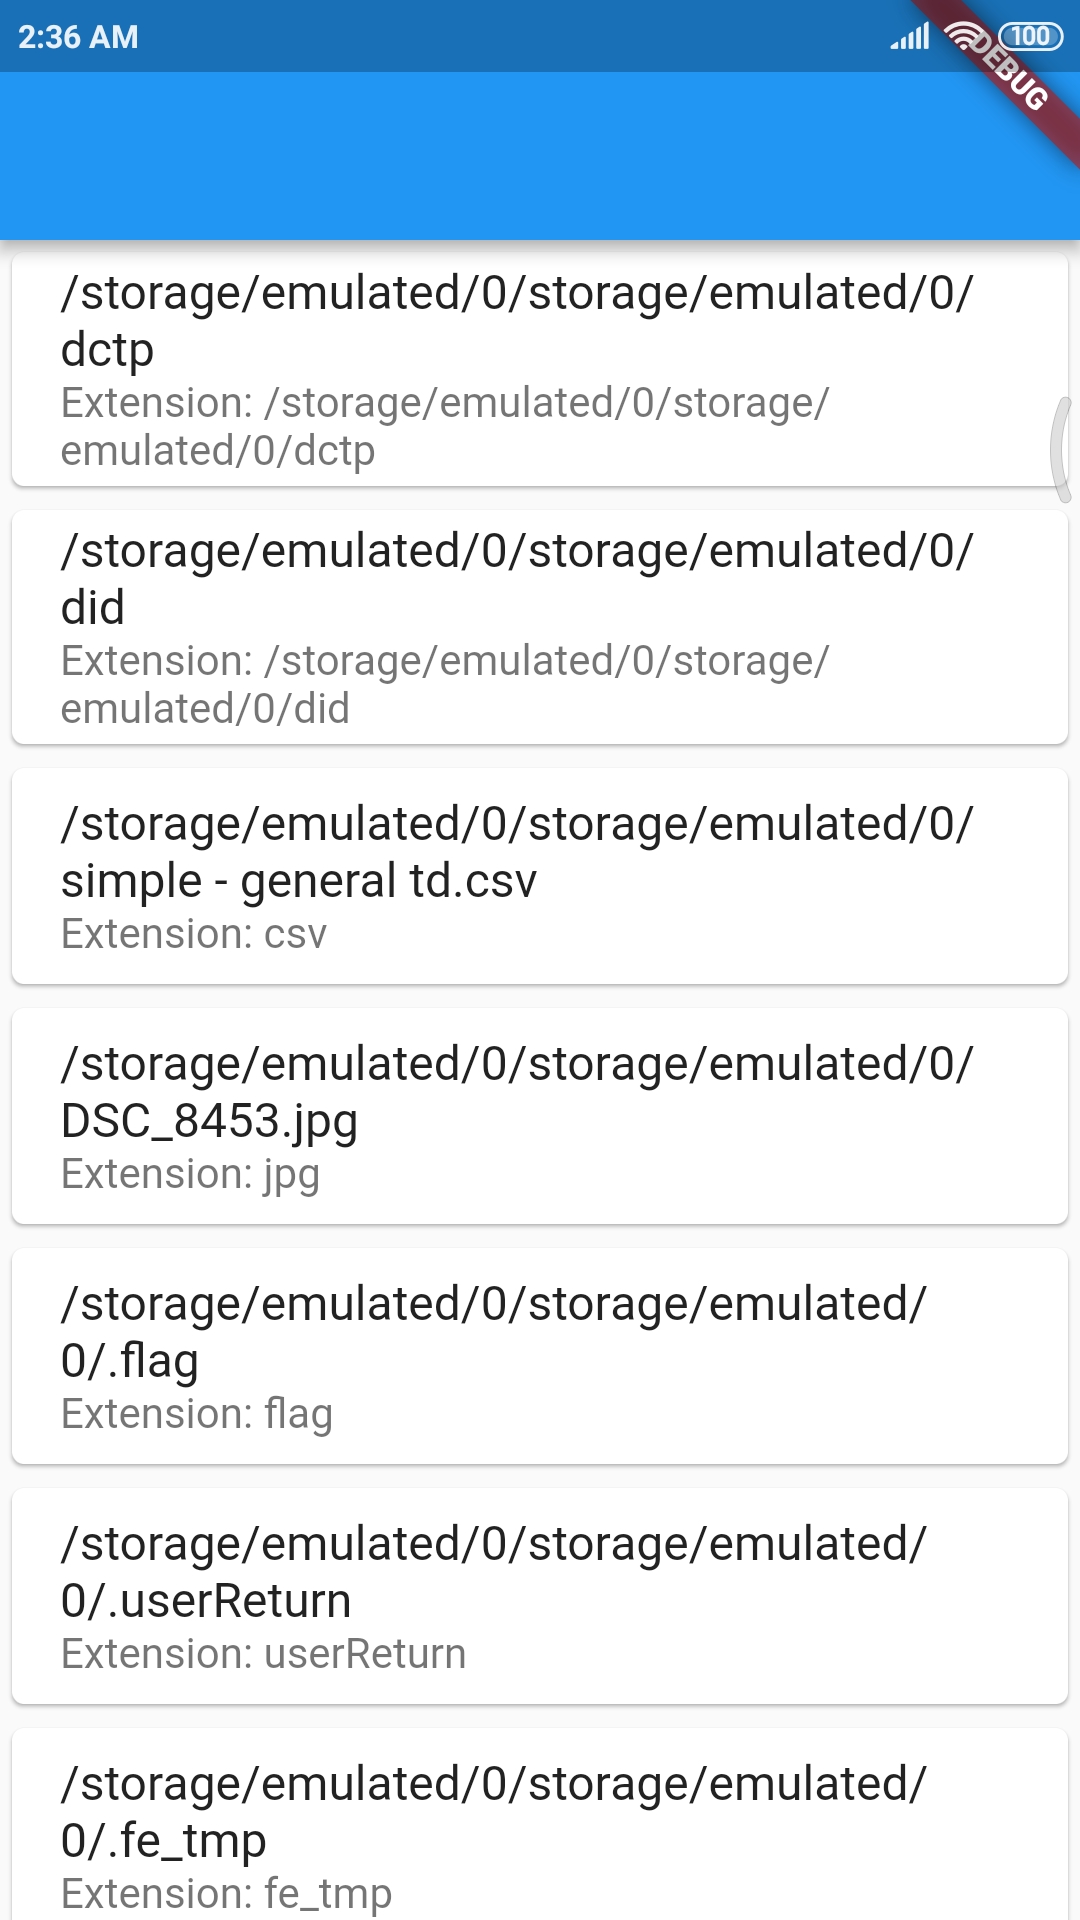 2:36 AM
100
DEBUG
/storage/emulated/0/storage/emulated/0/
dctp
Extension: /storage/emulated/0/storage/
emulated/0/dctp
/storage/emulated/0/storage/emulated/0/
did
Extension: /storage/emulated/0/storage/
emulated/0/did
/storage/emulated/0/storage/emulated/0/
simple - general td.csv
Extension: csv
/storage/emulated/0/storage/emulated/0/
DSC_8453.jpg
Extension: jpg
/storage/emulated/0/storage/emulated/
0/.flag
Extension: flag
/storage/emulated/0/storage/emulated/
0/.userReturn
Extension: userReturn
/storage/emulated/0/storage/emulated/
0/.fe_tmp
Extension: fe_tmp